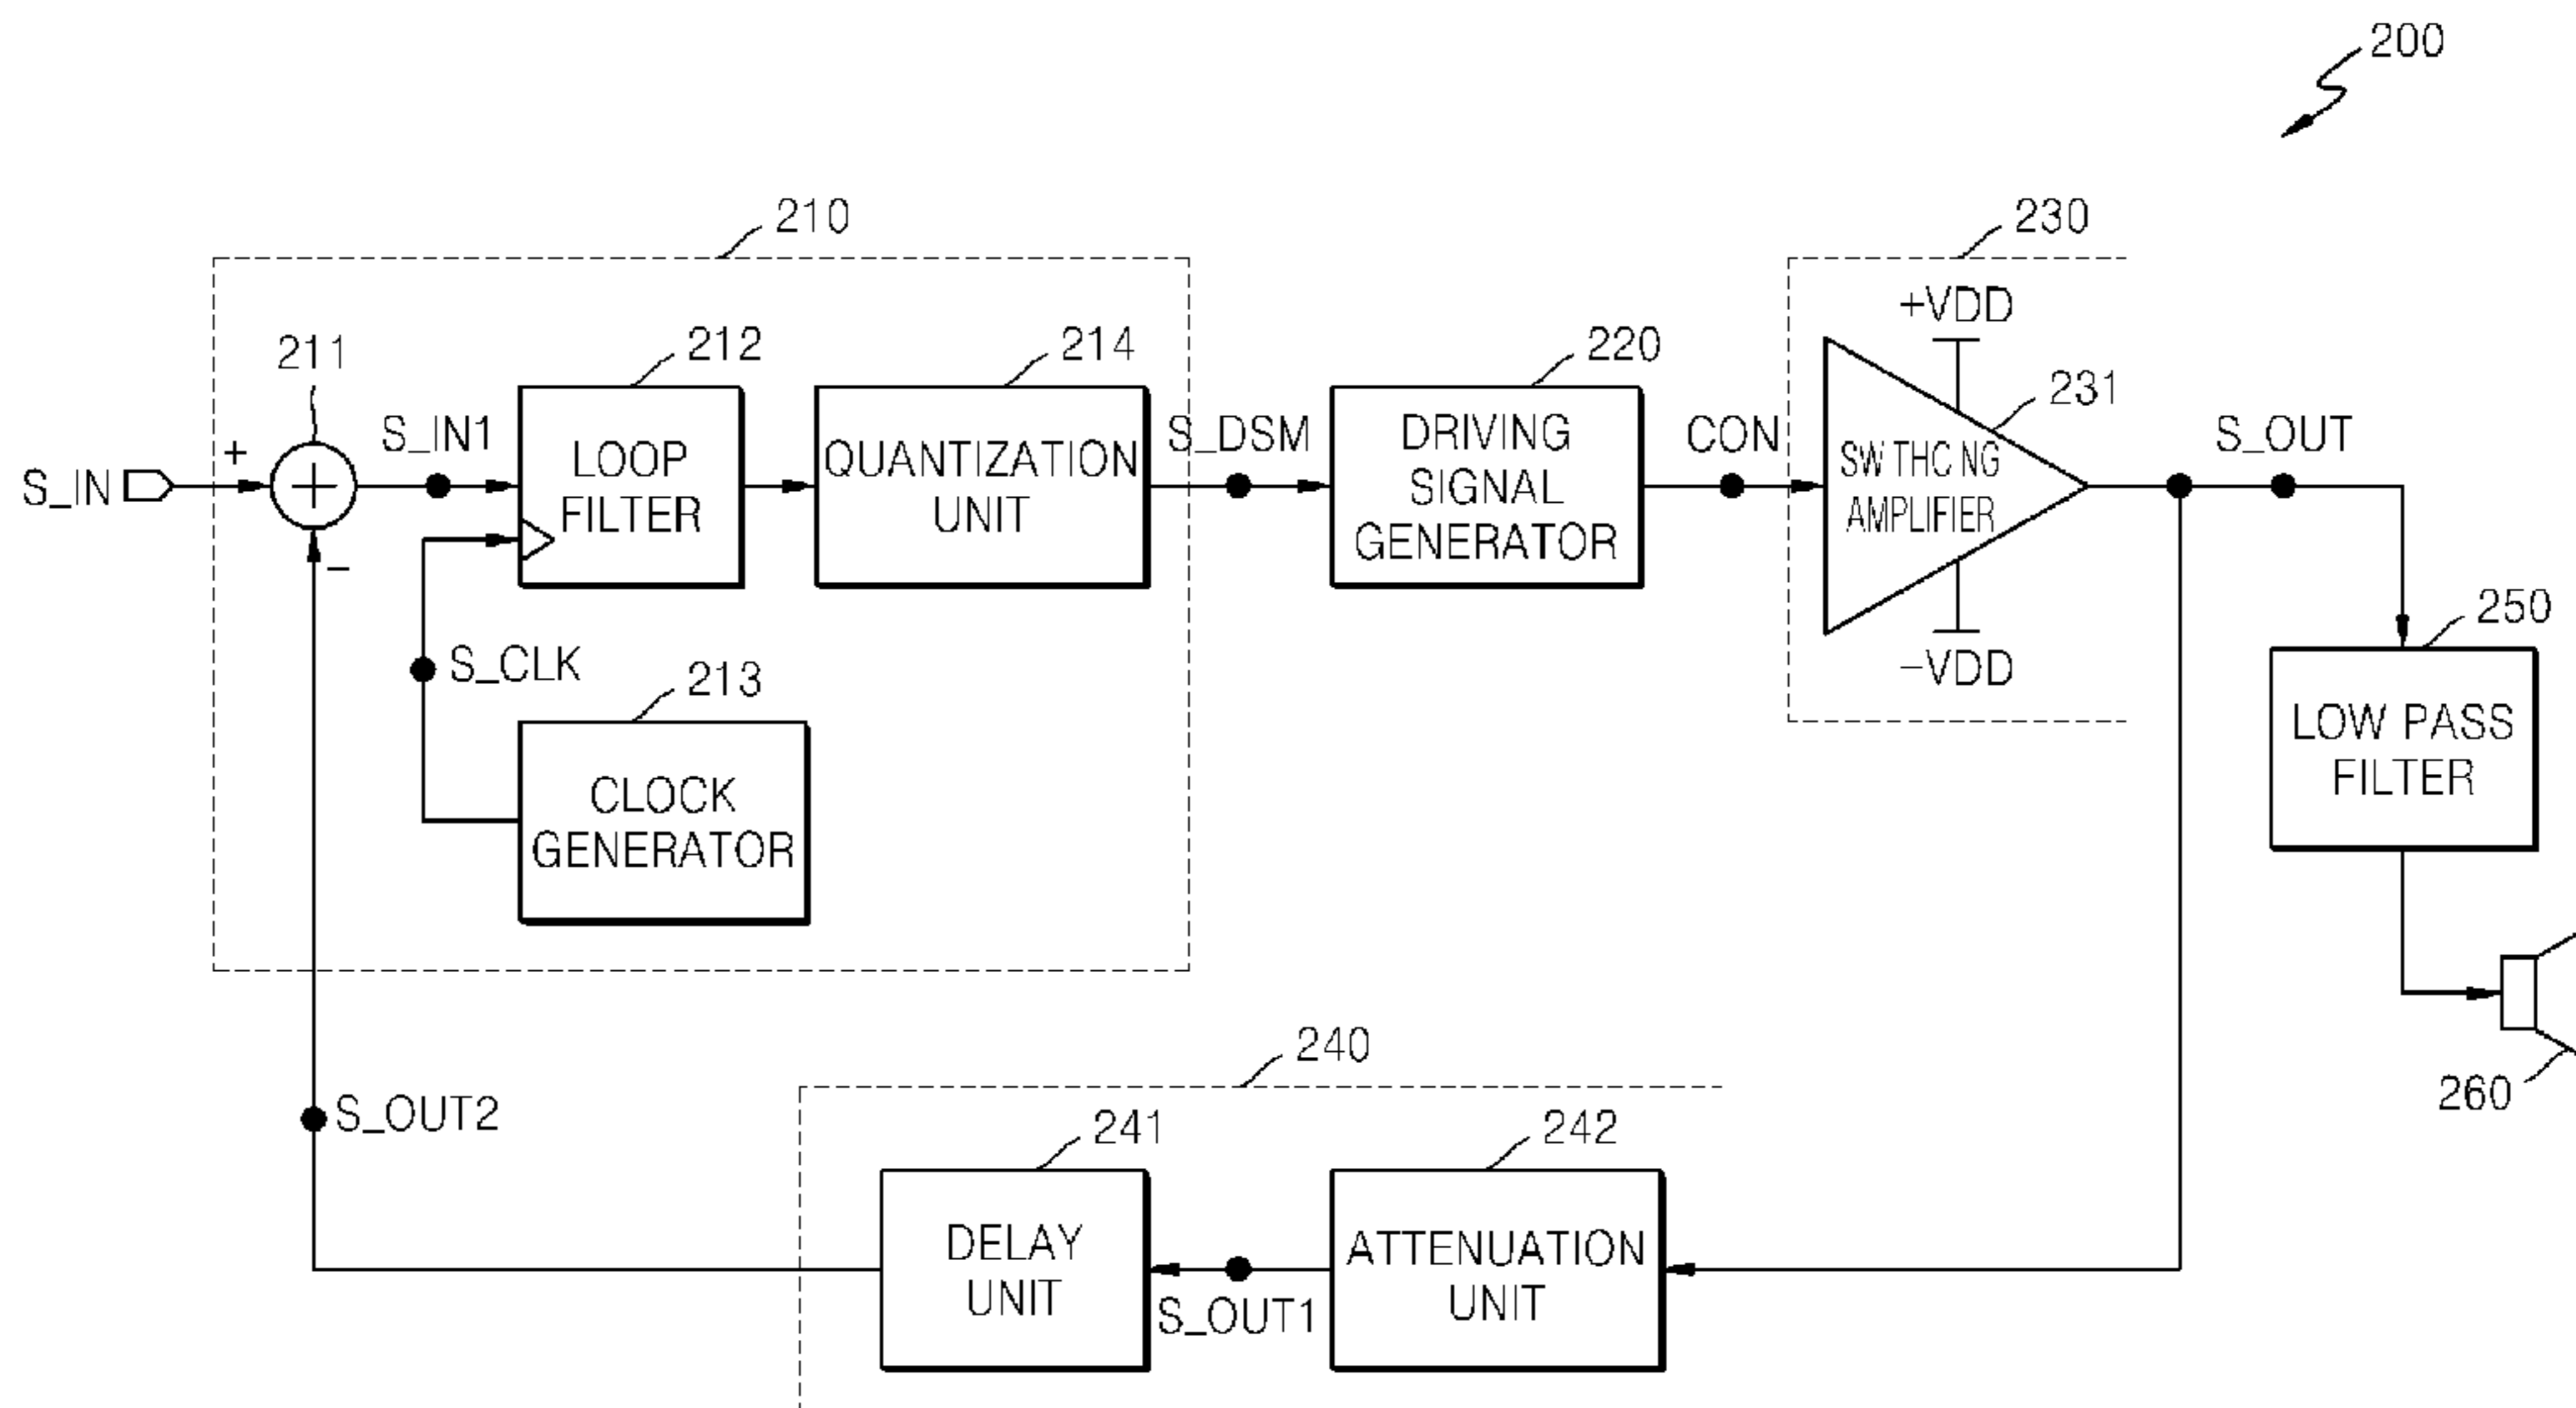 200
210
230
+VDD
211
212
214
220
231
S_IN
+
S_IN1
LOOP
FILTER
QUANTIZATION
UNIT
S_DSM
DRIVING
SIGNAL
GENERATOR
CON
SW THC NG
AMPLIFIER
S_OUT
−
S_CLK
213
−VDD
250
CLOCK
GENERATOR
LOW PASS
FILTER
240
260
S_OUT2
241
242
DELAY
UNIT
S_OUT1
ATTENUATION
UNIT